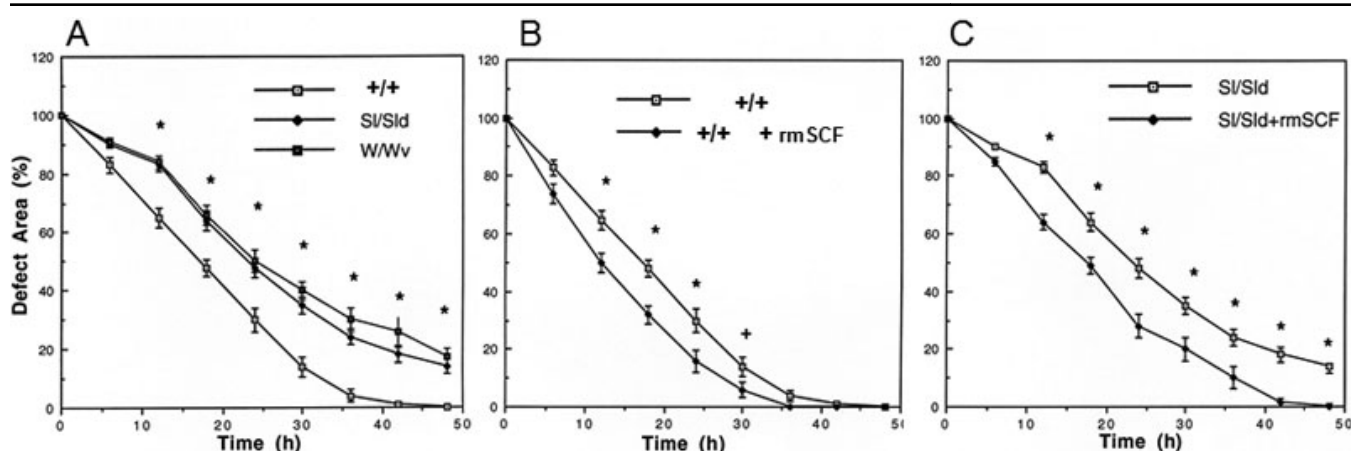 A
120
100
80
60
40
20
0
Defect Area (%)
+/+
Sl/Sld
W/Wv
* * * * * * *
0 10 20 30 40 50
Time (h)
B
120
100
80
60
40
20
0
+/+
+/+ + rmSCF
* * * +
0 10 20 30 40 50
Time (h)
C
120
100
80
60
40
20
0
Sl/Sld
Sl/Sld+rmSCF
* * * * * * *
0 10 20 30 40 50
Time (h)